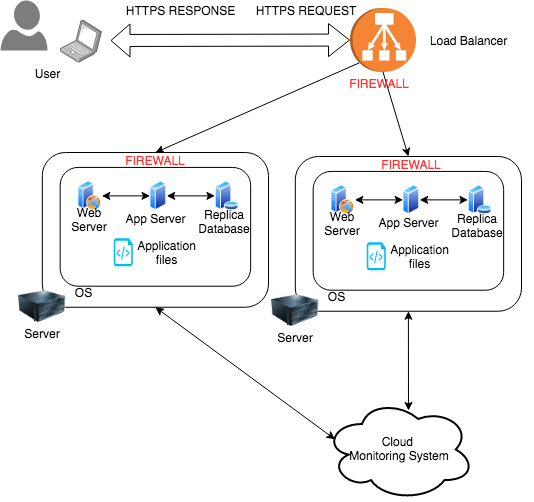 HTTPS RESPONSE
HTTPS REQUEST
User
Load Balancer
FIREWALL
FIREWALL
Web
Server
App Server
Replica
Database
Application
files
OS
Server
FIREWALL
Web
Server
App Server
Replica
Database
Application
files
OS
Server
Cloud
Monitoring System